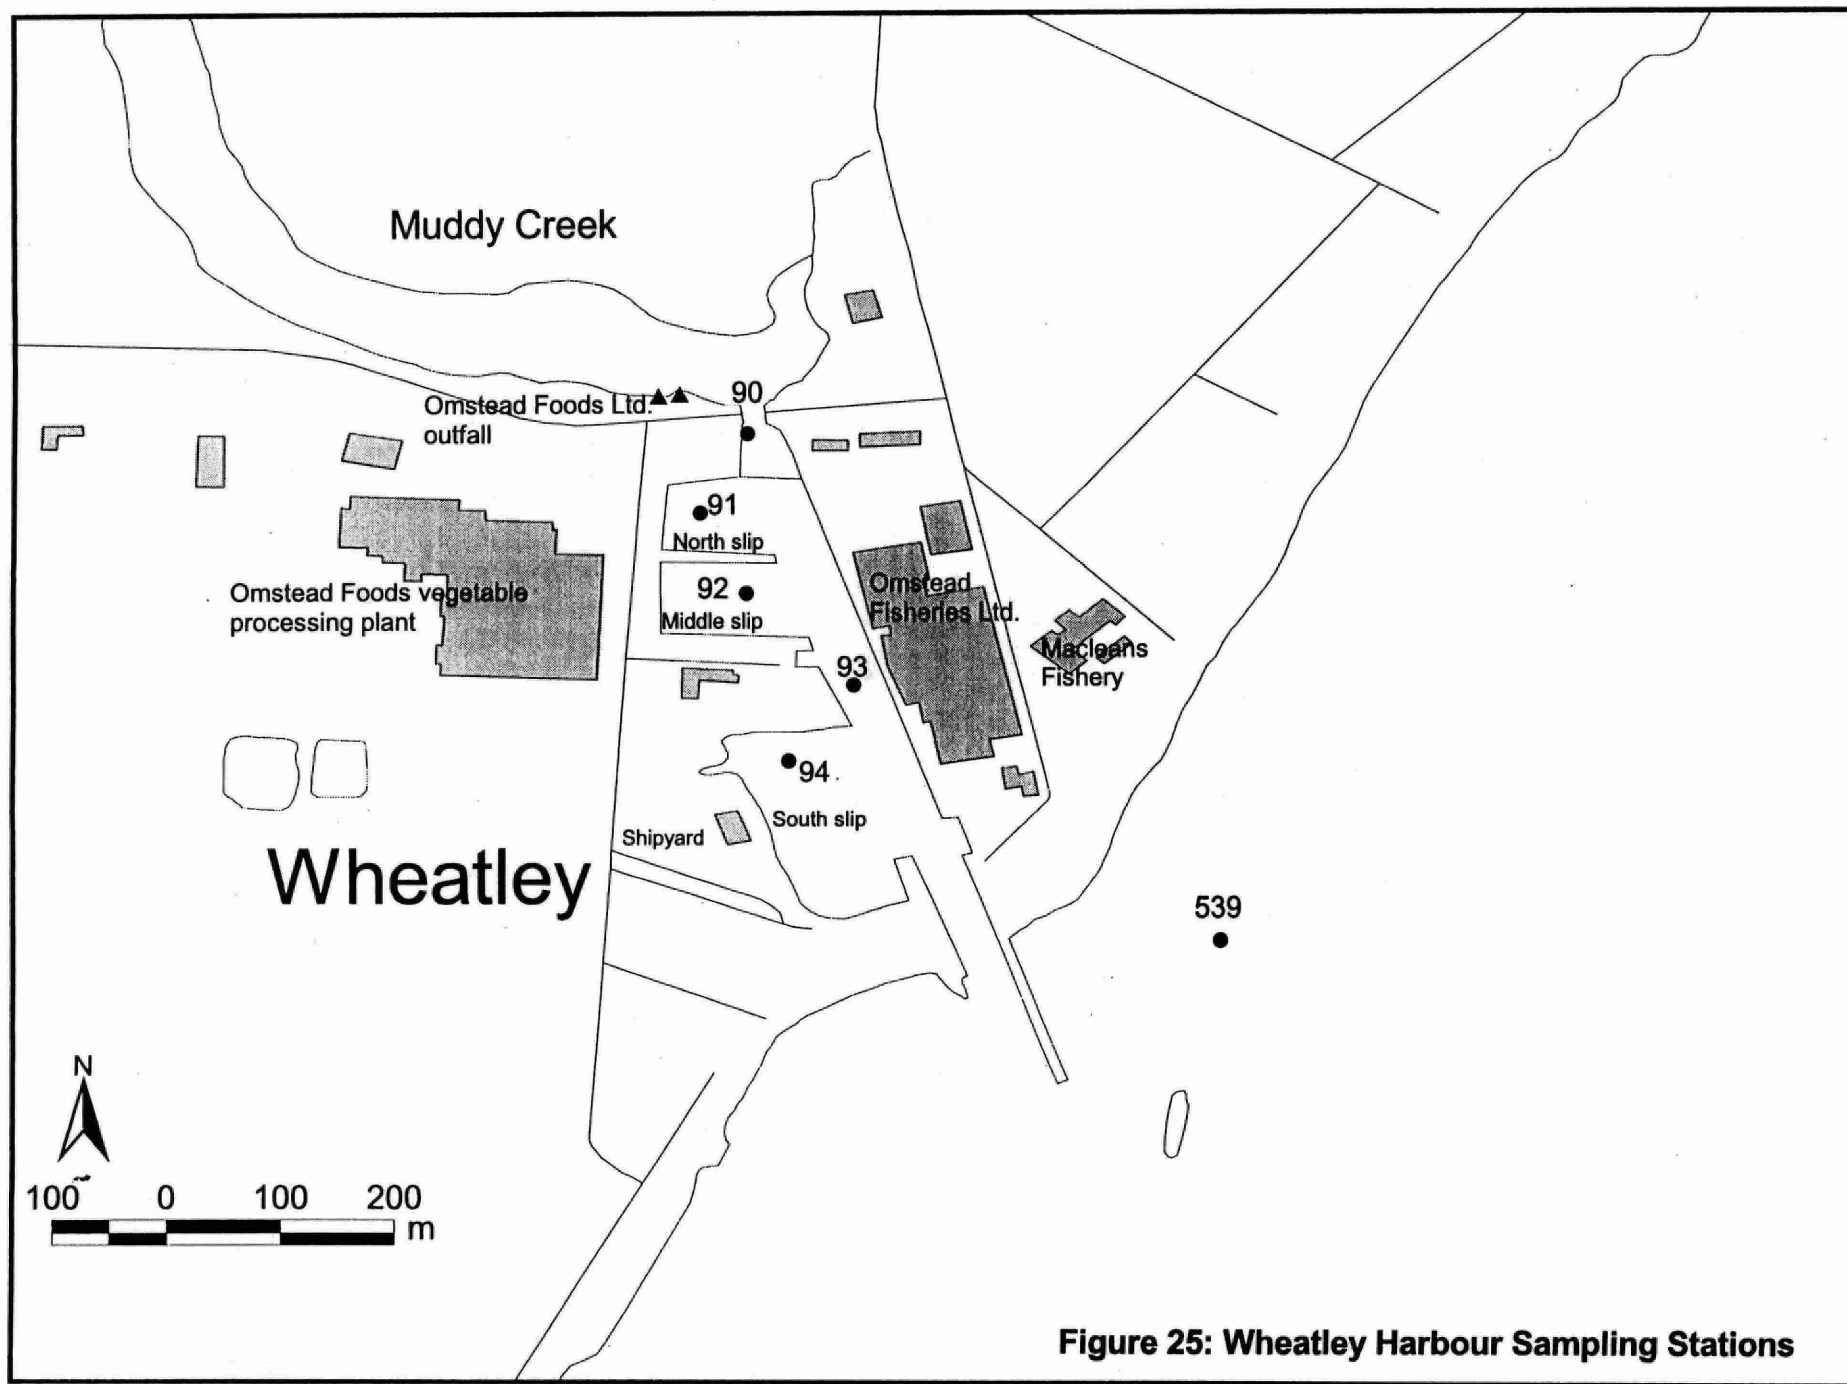 Muddy Creek
90
Omstead Foods Ltd.
outfall
91
North slip
92
Middle slip
Omstead Foods vegetable
processing plant
Omstead
Fisheries Ltd.
Macleans
Fishery
93
94
South slip
Shipyard
Wheatley
539
N
100 0 100 200
m
Figure 25: Wheatley Harbour Sampling Stations